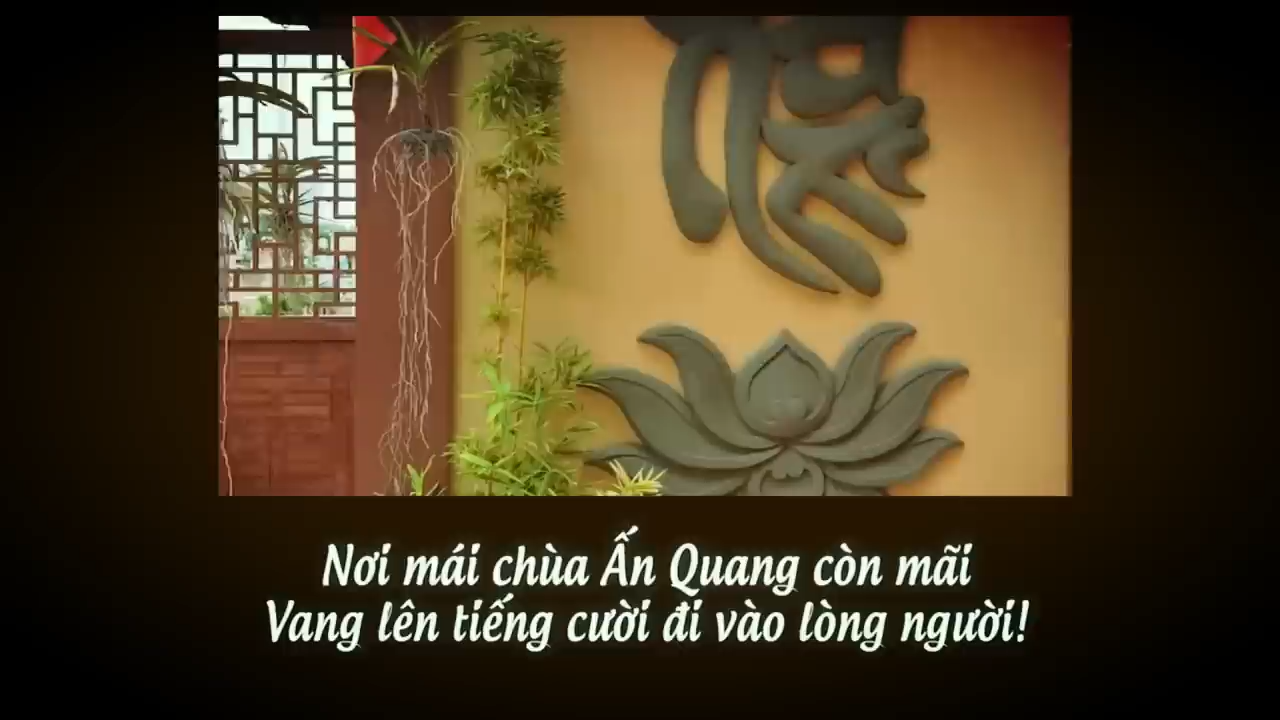 Nơi mái chùa Ấn Quang còn mãi
Vang lên tiếng cười đi vào lòng người!